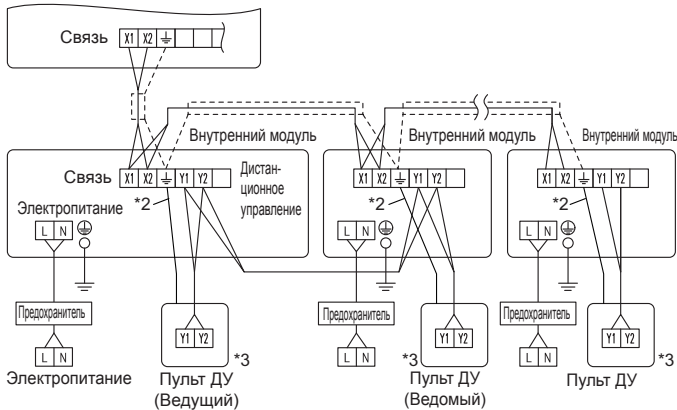 Связь X1 X2
Внутренний модуль Внутренний модуль Внутренний модуль
Связь X1 X2 Y1 Y2 Дистан-
ционное
управление
X1 X2 Y1 Y2
X1 X2 Y1 Y2
*2 *2 *2
Электропитание
L N L N L N
Предохранитель Предохранитель Предохранитель
Y1 Y2 Y1 Y2 Y1 Y2
L N *3 L N *3 L N *3
Электропитание
Пульт ДУ
(Ведущий)
Пульт ДУ
(Ведомый)
Пульт ДУ